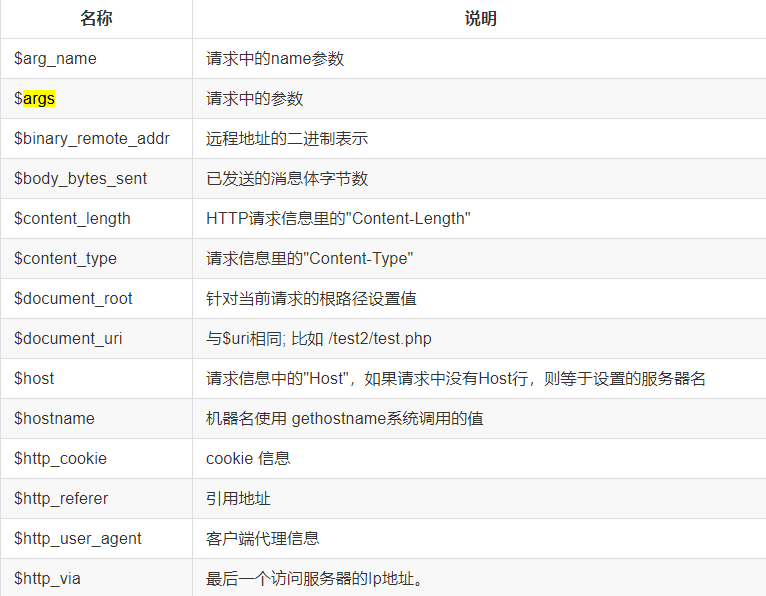 名称 说明
$arg_name 请求中的name参数
$args 请求中的参数
$binary_remote_addr 远程地址的二进制表示
$body_bytes_sent 已发送的消息体字节数
$content_length HTTP请求信息里的"Content-Length"
$content_type 请求信息里的"Content-Type"
$document_root 针对当前请求的根路径设置值
$document_uri 与$uri相同; 比如 /test2/test.php
$host 请求信息中的"Host"，如果请求中没有Host行，则等于设置的服务器名
$hostname 机器名使用 gethostname系统调用的值
$http_cookie cookie 信息
$http_referer 引用地址
$http_user_agent 客户端代理信息
$http_via 最后一个访问服务器的Ip地址。